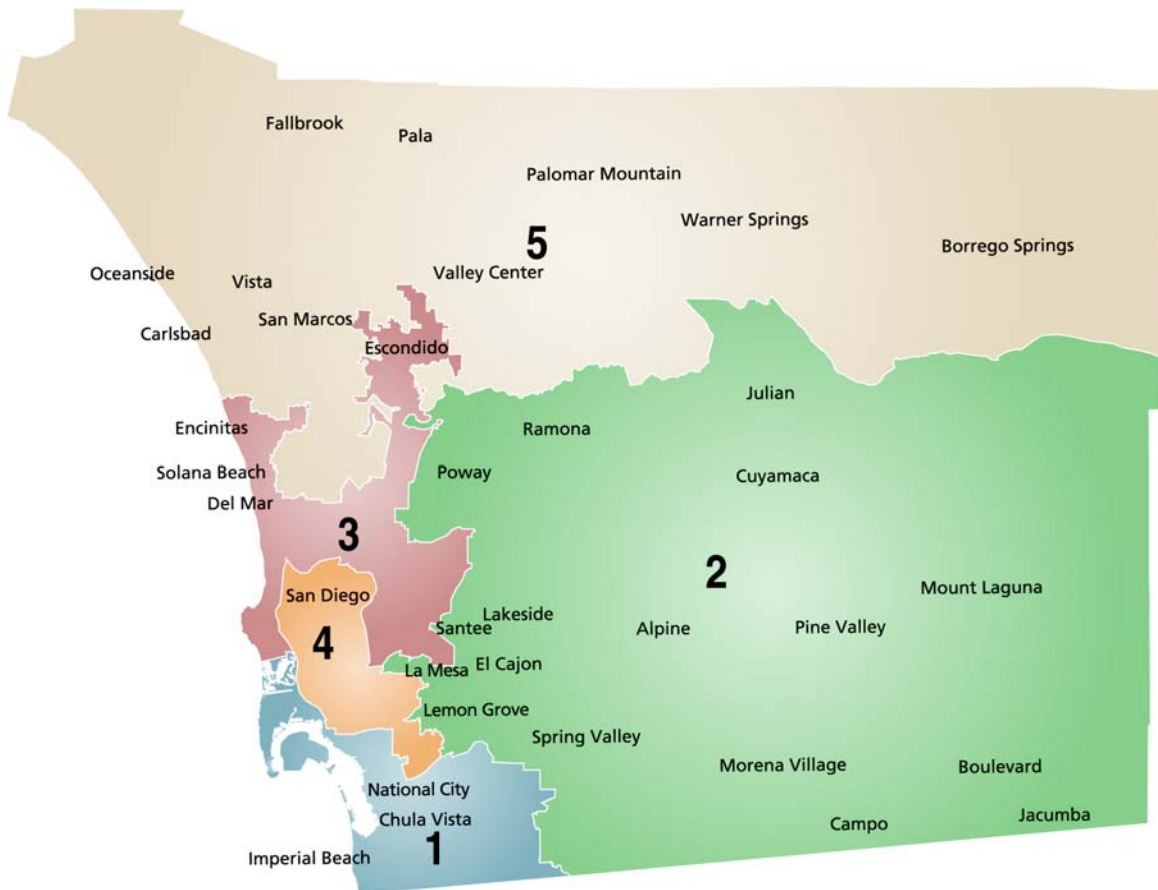 Fallbrook
Pala
Palomar Mountain
Warner Springs
5
Borrego Springs
Oceanside
Vista
Valley Center
San Marcos
Carlsbad
Escondido
Julian
Encinitas
Ramona
Solana Beach
Poway
Cuyamaca
Del Mar
3
2
San Diego
Mount Laguna
Lakeside
Santee
Alpine
Pine Valley
4
La Mesa
El Cajon
Lemon Grove
Spring Valley
Morena Village
Boulevard
National City
Chula Vista
Campo
Jacumba
1
Imperial Beach